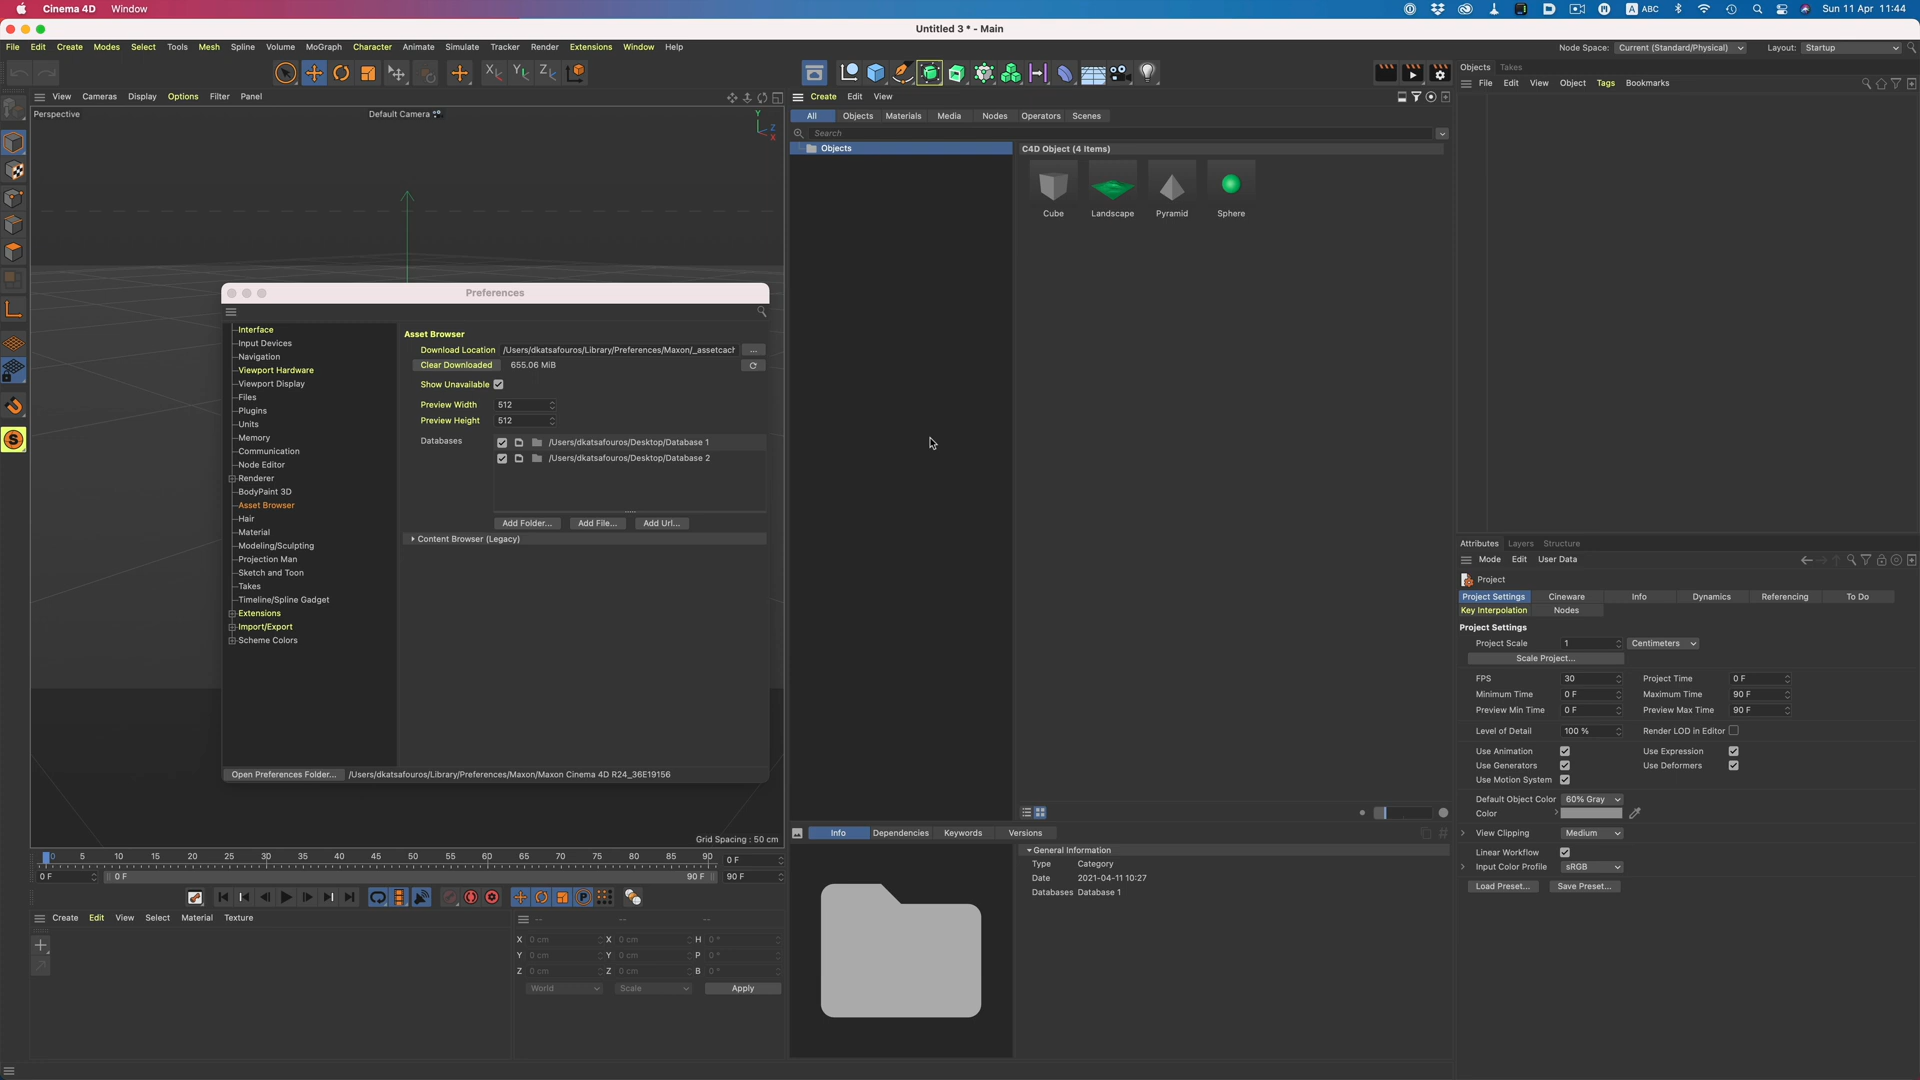 Cinema 4D Window
ABC Sun 11 Apr 11:44
Untitled 3 * - Main
File Edit Create Modes Select Tools Mesh Spline Volume MoGraph Character Animate Simulate Tracker Render Extensions Window Help
Node Space: Current (Standard/Physical) Layout: Startup
View Cameras Display Options Filter Panel
Perspective
Default Camera
Y
Z
X
Grid Spacing : 50 cm
Preferences
Interface
Input Devices
Navigation
Viewport Hardware
Viewport Display
Files
Plugins
Units
Memory
Communication
Node Editor
Renderer
BodyPaint 3D
Asset Browser
Hair
Material
Modeling/Sculpting
Projection Man
Sketch and Toon
Takes
Timeline/Spline Gadget
Extensions
Import/Export
Scheme Colors
Asset Browser
Download Location /Users/dkatsafouros/Library/Preferences/Maxon/_assetcach ...
Clear Downloaded 655.06 MiB
Show Unavailable
Preview Width 512
Preview Height 512
Databases /Users/dkatsafouros/Desktop/Database 1
/Users/dkatsafouros/Desktop/Database 2
Add Folder... Add File... Add Url...
Content Browser (Legacy)
Open Preferences Folder... /Users/dkatsafouros/Library/Preferences/Maxon/Maxon Cinema 4D R24_36E19156
0 5 10 15 20 25 30 35 40 45 50 55 60 65 70 75 80 85 90 0 F
0 F 0 F 90 F 90 F
Create Edit View Select Material Texture
-- -- --
X 0 cm X 0 cm H 0 °
Y 0 cm Y 0 cm P 0 °
Z 0 cm Z 0 cm B 0 °
World Scale Apply
Create Edit View
All Objects Materials Media Nodes Operators Scenes
Search
Objects
C4D Object (4 Items)
Cube Landscape Pyramid Sphere
Info Dependencies Keywords Versions
General Information
Type Category
Date 2021-04-11 10:27
Databases Database 1
Objects Takes
File Edit View Object Tags Bookmarks
Attributes Layers Structure
Mode Edit User Data
Project
Project Settings Cineware Info Dynamics Referencing To Do
Key Interpolation Nodes
Project Settings
Project Scale 1 Centimeters
Scale Project...
FPS 30 Project Time 0 F
Minimum Time 0 F Maximum Time 90 F
Preview Min Time 0 F Preview Max Time 90 F
Level of Detail 100 % Render LOD in Editor
Use Animation Use Expression
Use Generators Use Deformers
Use Motion System
Default Object Color 60% Gray
Color
View Clipping Medium
Linear Workflow
Input Color Profile sRGB
Load Preset... Save Preset...